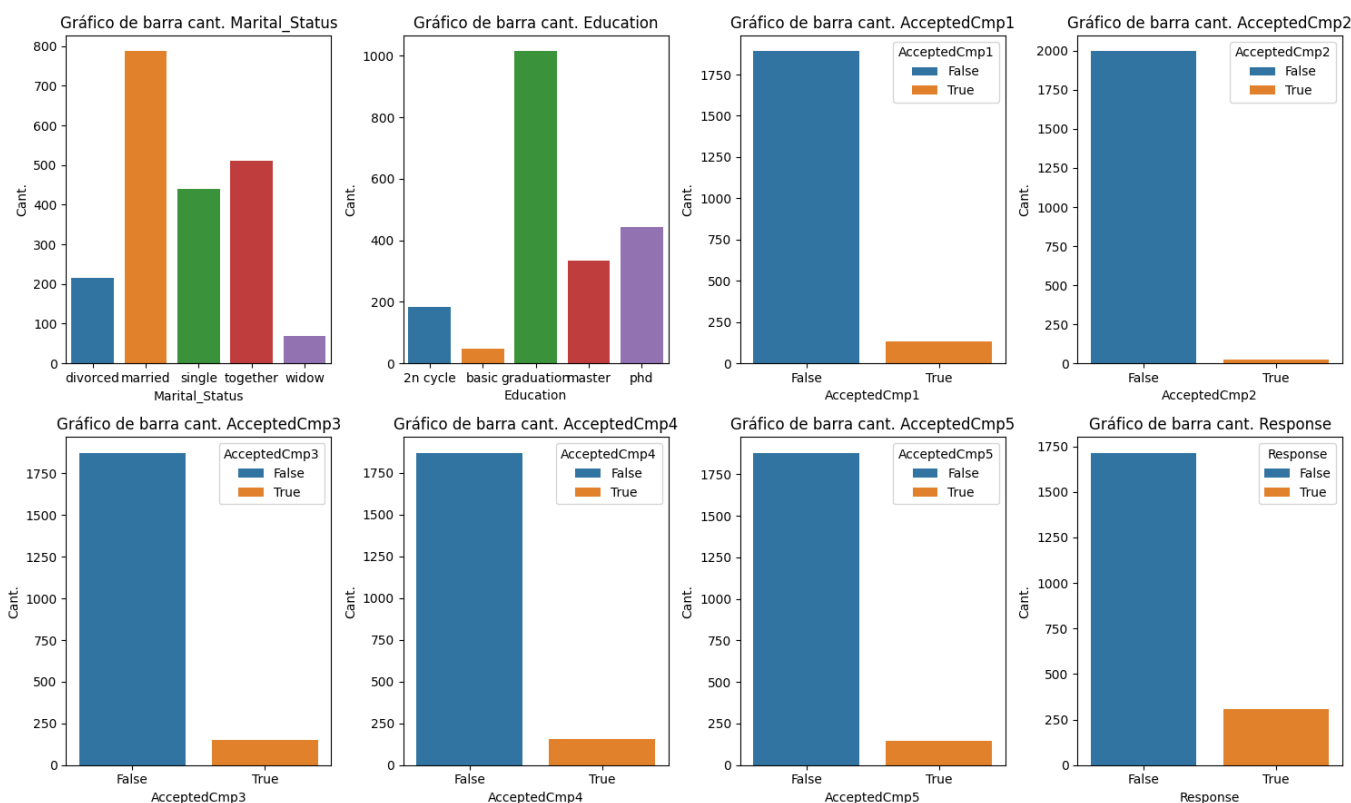 Gráfico de barra cant. Marital_Status
800
700
600
500
400
300
200
100
0
Cant.
divorced married single together widow
Marital_Status
Gráfico de barra cant. Education
1000
800
600
400
200
0
Cant.
2n cycle basic graduation master phd
Education
Gráfico de barra cant. AcceptedCmp1
AcceptedCmp1
False
True
1750
1500
1250
1000
750
500
250
0
Cant.
False True
AcceptedCmp1
Gráfico de barra cant. AcceptedCmp2
AcceptedCmp2
False
True
2000
1750
1500
1250
1000
750
500
250
0
Cant.
False True
AcceptedCmp2
Gráfico de barra cant. AcceptedCmp3
AcceptedCmp3
False
True
1750
1500
1250
1000
750
500
250
0
Cant.
False True
AcceptedCmp3
Gráfico de barra cant. AcceptedCmp4
AcceptedCmp4
False
True
1750
1500
1250
1000
750
500
250
0
Cant.
False True
AcceptedCmp4
Gráfico de barra cant. AcceptedCmp5
AcceptedCmp5
False
True
1750
1500
1250
1000
750
500
250
0
Cant.
False True
AcceptedCmp5
Gráfico de barra cant. Response
Response
False
True
1750
1500
1250
1000
750
500
250
0
Cant.
False True
Response